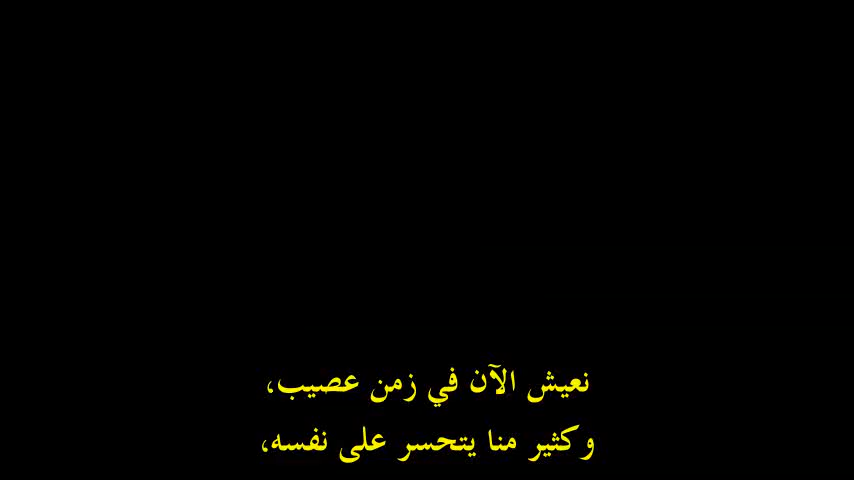 نعيش الآن في زمن عصيب،
وكثير منا يتحسر على نفسه،